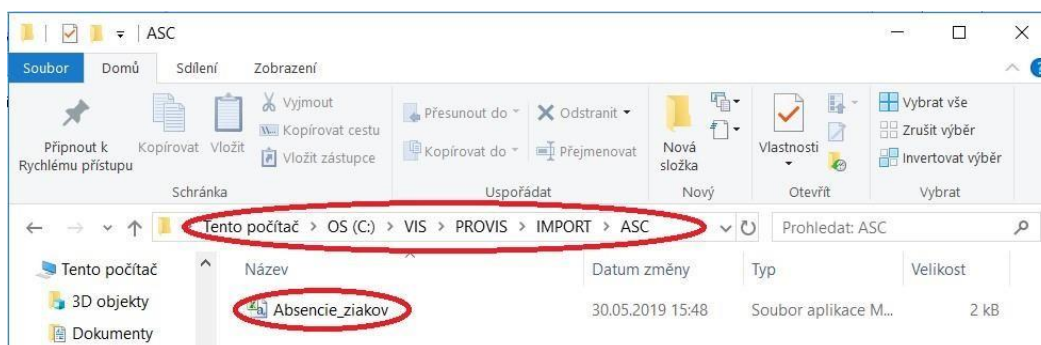 ASC
Soubor Domů Sdílení Zobrazení
Připnout k Rychlému přístupu
Kopírovat
Vložit
Vyjmout
Kopírovat cestu
Vložit zástupce
Schránka
Přesunout do
Kopírovat do
Odstranit
Přejmenovat
Uspořádat
Nová složka
Nový
Vlastnosti
Otevřít
Vybrat vše
Zrušit výběr
Invertovat výběr
Vybrat
Tento počítač > OS (C:) > VIS > PROVIS > IMPORT > ASC
Prohledat: ASC
Tento počítač
3D objekty
Dokumenty
Název Datum změny Typ Velikost
Absencie_ziakov 30.05.2019 15:48 Soubor aplikace M... 2 kB